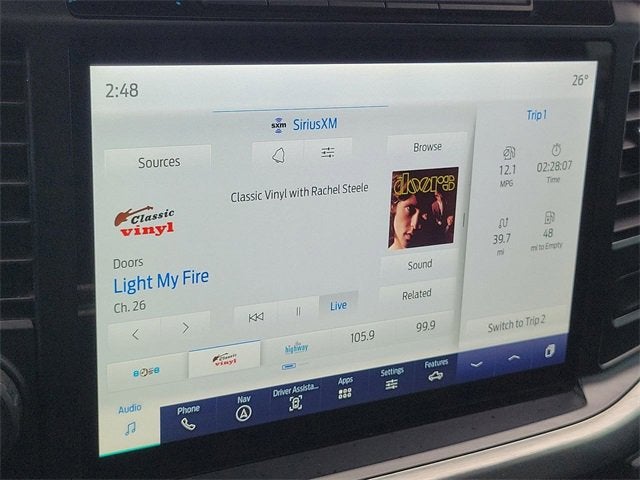 2:48
26°
sxm SiriusXM
Trip 1
Sources
Browse
12.1
MPG
02:28:07
Time
Classic Vinyl with Rachel Steele
doors
Classic
vinyl
39.7
mi
48
mi to Empty
Doors
Light My Fire
Ch. 26
Sound
Related
Live
Switch to Trip 2
Classic
vinyl
the
highway
105.9
99.9
Audio
Phone
Nav
Driver Assista...
Apps
Settings
Features